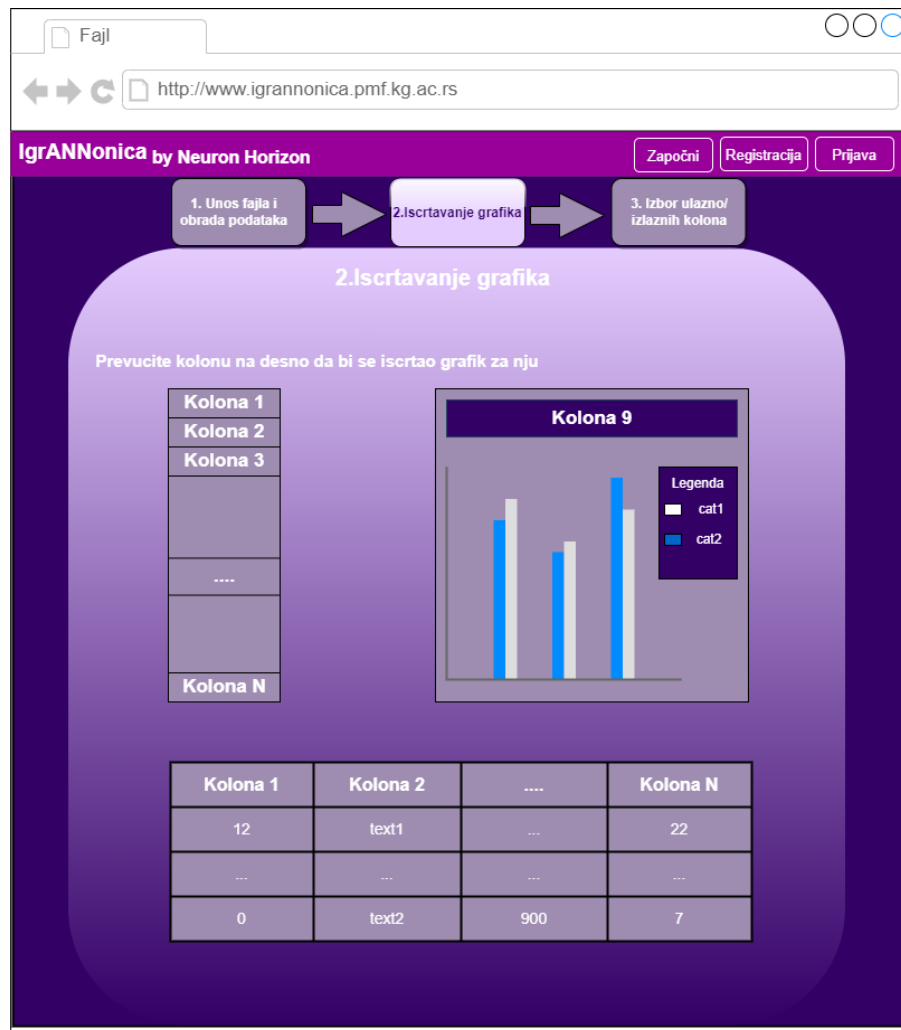 Fajl
http://www.igrannonica.pmf.kg.ac.rs
IgrANNonica by Neuron Horizon
Započni
Registracija
Prijava
1. Unos fajla i
obrada podataka
2.Iscrtavanje grafika
3. Izbor ulazno/
izlaznih kolona
2.Iscrtavanje grafika
Prevucite kolonu na desno da bi se iscrtao grafik za nju
Kolona 1
Kolona 2
Kolona 3
....
Kolona N
Kolona 9
Legenda
cat1
cat2
Kolona 1 Kolona 2 .... Kolona N
12 text1 ... 22
... ... ... ...
0 text2 900 7